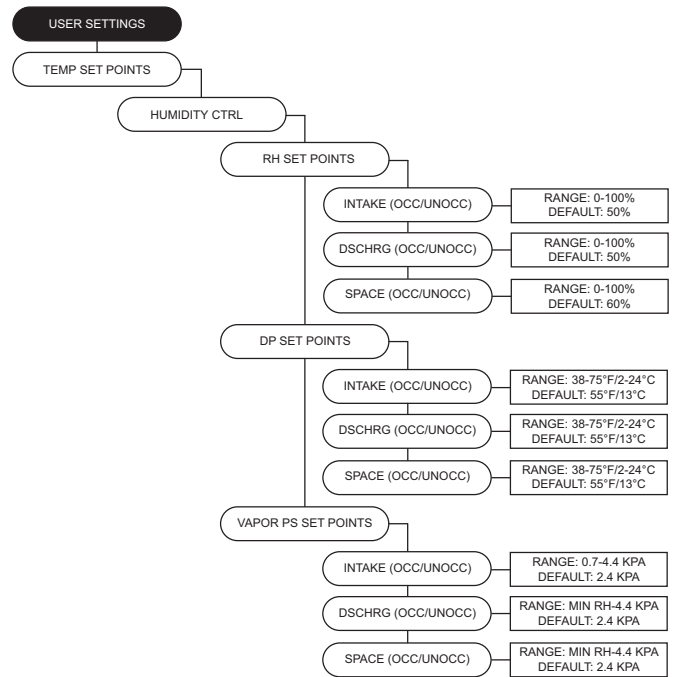 USER SETTINGS
TEMP SET POINTS
HUMIDITY CTRL
RH SET POINTS
INTAKE (OCC/UNOCC)
RANGE: 0-100%
DEFAULT: 50%
DSCHRG (OCC/UNOCC)
RANGE: 0-100%
DEFAULT: 50%
SPACE (OCC/UNOCC)
RANGE: 0-100%
DEFAULT: 60%
DP SET POINTS
INTAKE (OCC/UNOCC)
RANGE: 38-75°F/2-24°C
DEFAULT: 55°F/13°C
DSCHRG (OCC/UNOCC)
RANGE: 38-75°F/2-24°C
DEFAULT: 55°F/13°C
SPACE (OCC/UNOCC)
RANGE: 38-75°F/2-24°C
DEFAULT: 55°F/13°C
VAPOR PS SET POINTS
INTAKE (OCC/UNOCC)
RANGE: 0.7-4.4 KPA
DEFAULT: 2.4 KPA
DSCHRG (OCC/UNOCC)
RANGE: MIN RH-4.4 KPA
DEFAULT: 2.4 KPA
SPACE (OCC/UNOCC)
RANGE: MIN RH-4.4 KPA
DEFAULT: 2.4 KPA